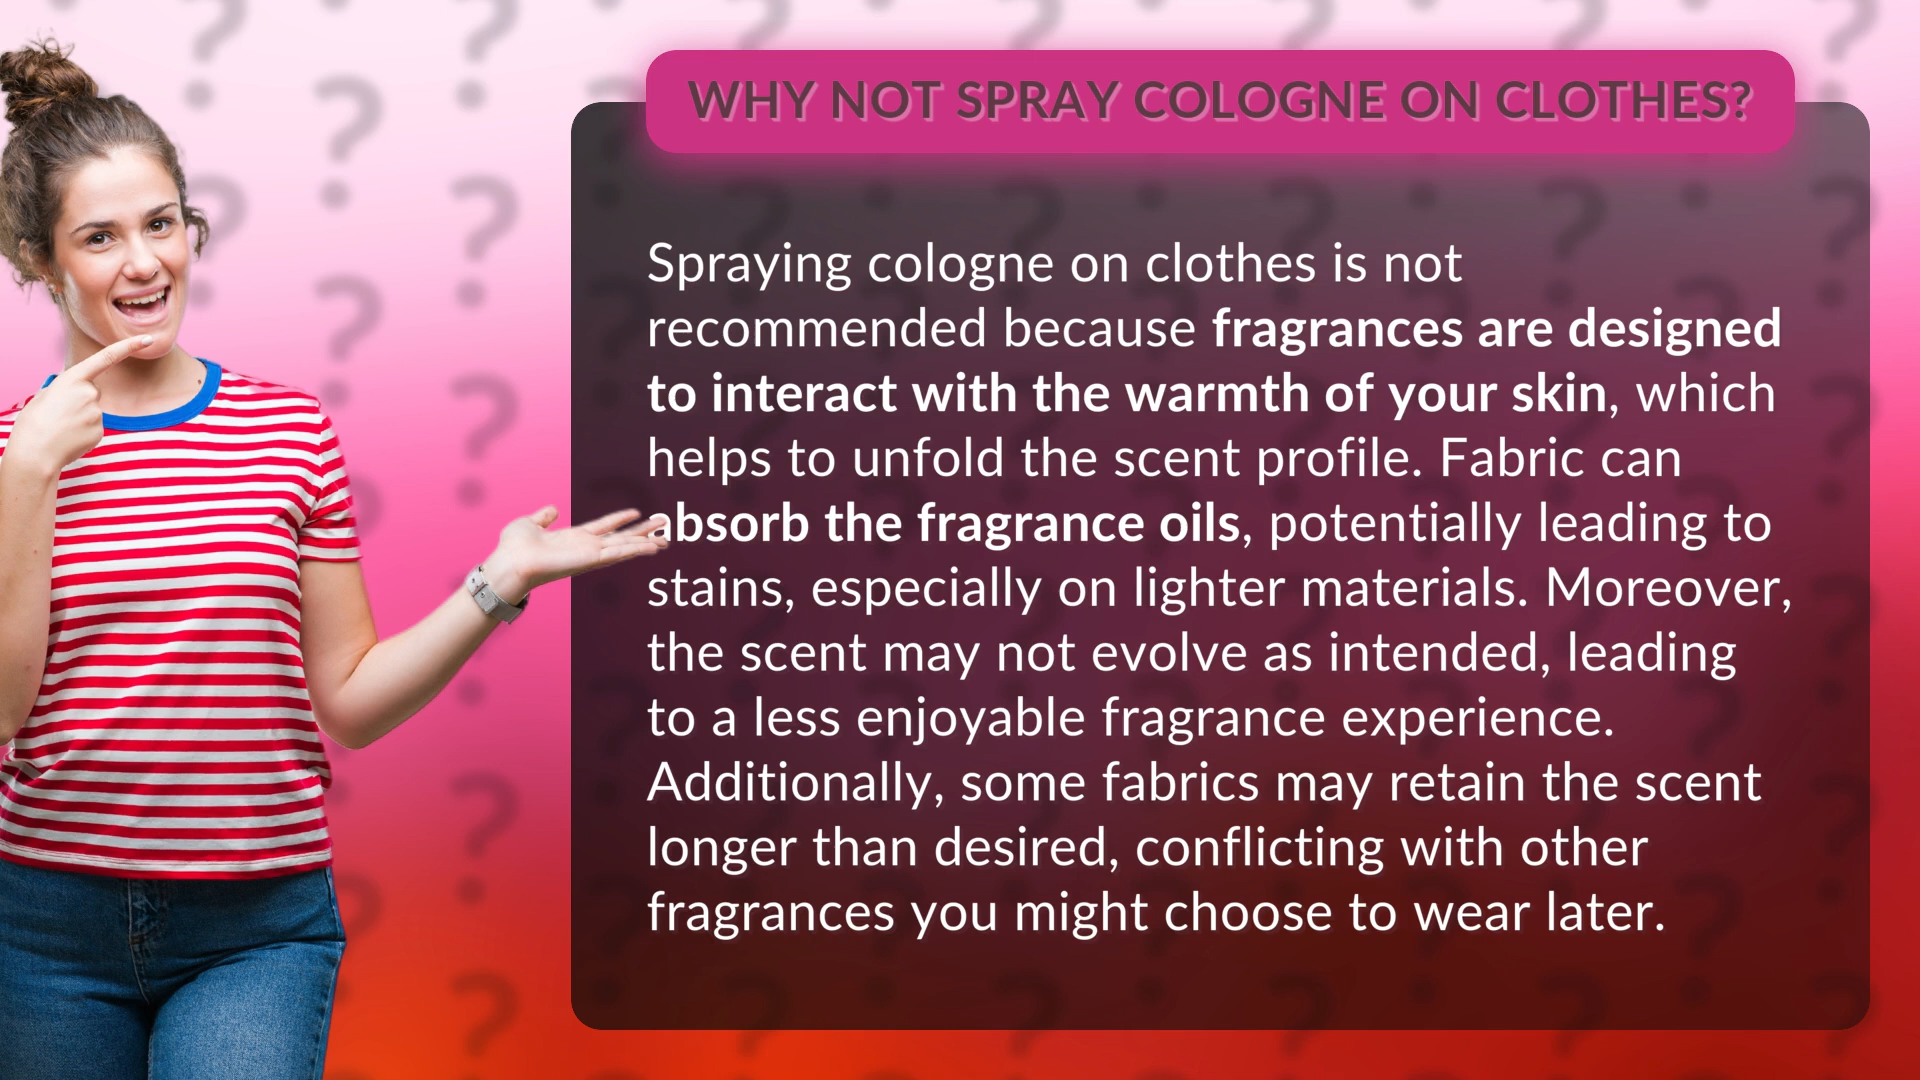 WHY NOT SPRAY COLOGNE ON CLOTHES?
Spraying cologne on clothes is not
recommended because fragrances are designed
to interact with the warmth of your skin, which
helps to unfold the scent profile. Fabric can
absorb the fragrance oils, potentially leading to
stains, especially on lighter materials. Moreover,
the scent may not evolve as intended, leading
to a less enjoyable fragrance experience.
Additionally, some fabrics may retain the scent
longer than desired, conflicting with other
fragrances you might choose to wear later.